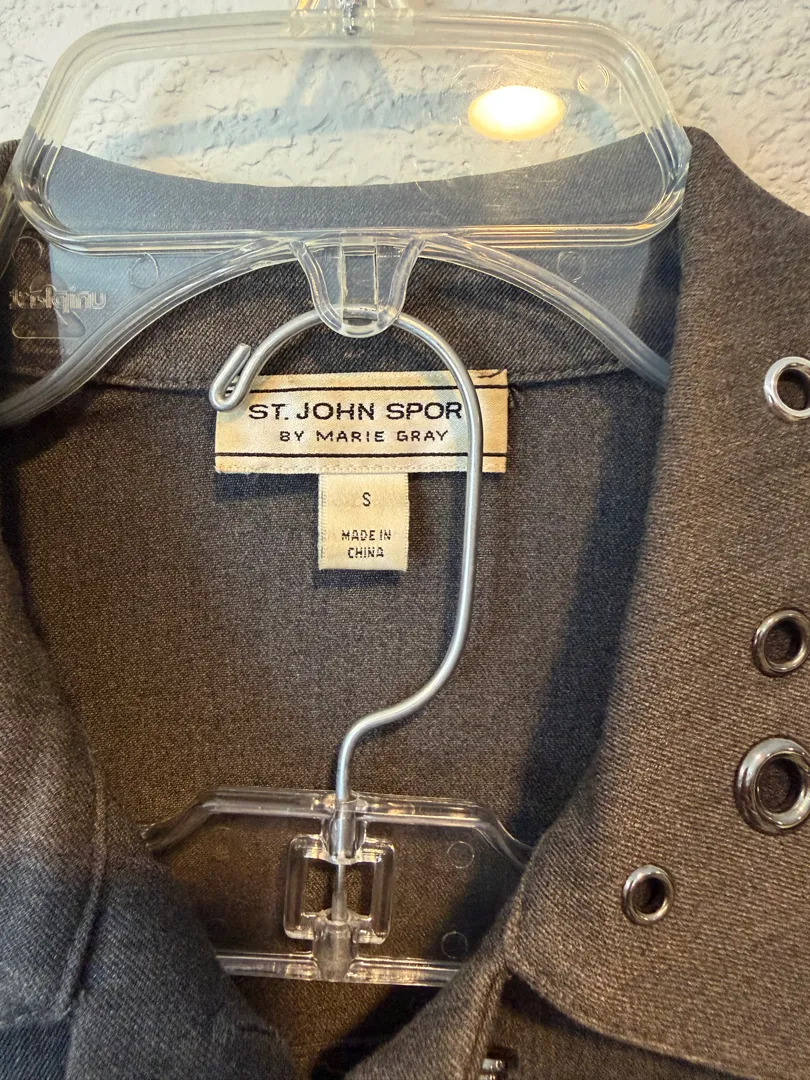 ST. JOHN SPOR
BY MARIE GRAY
S
MADE IN
CHINA